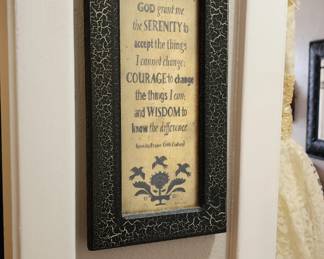 GOD grant me
the SERENITY to
accept the things
I cannot change;
COURAGE to change
the things I can;
and WISDOM to
know the difference.